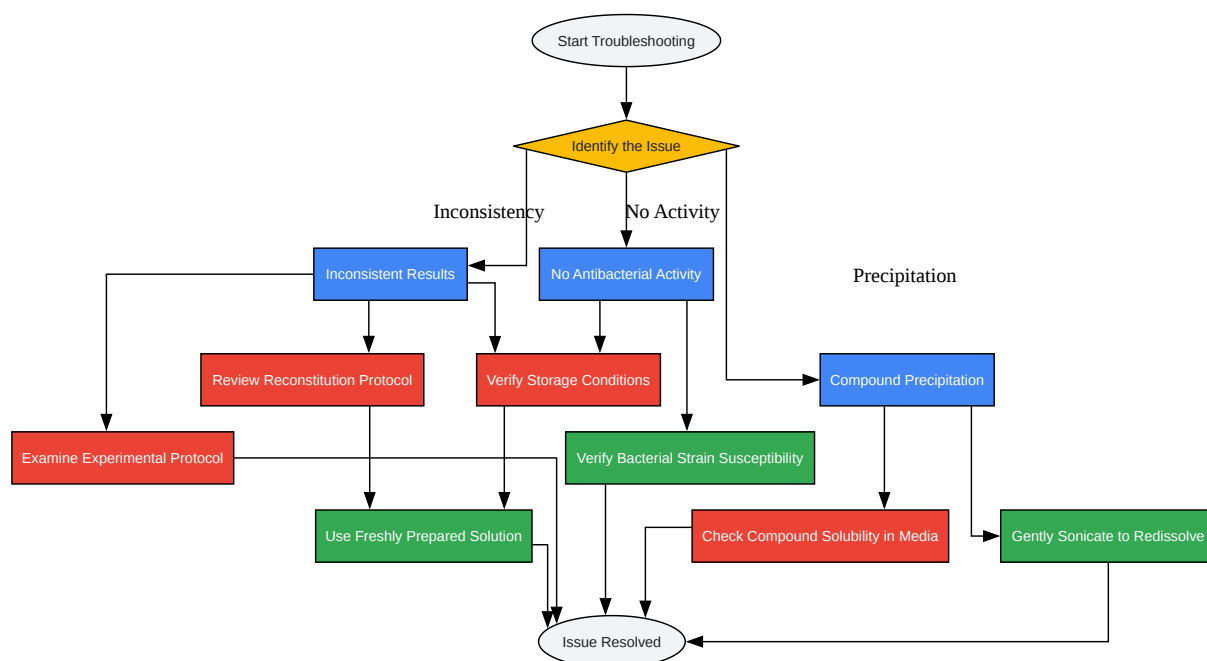 Start Troubleshooting
Identify the Issue
Inconsistency
No Activity
Inconsistent Results
No Antibacterial Activity
Precipitation
Review Reconstitution Protocol
Verify Storage Conditions
Compound Precipitation
Examine Experimental Protocol
Verify Bacterial Strain Susceptibility
Use Freshly Prepared Solution
Check Compound Solubility in Media
Gently Sonicate to Redissolve
Issue Resolved